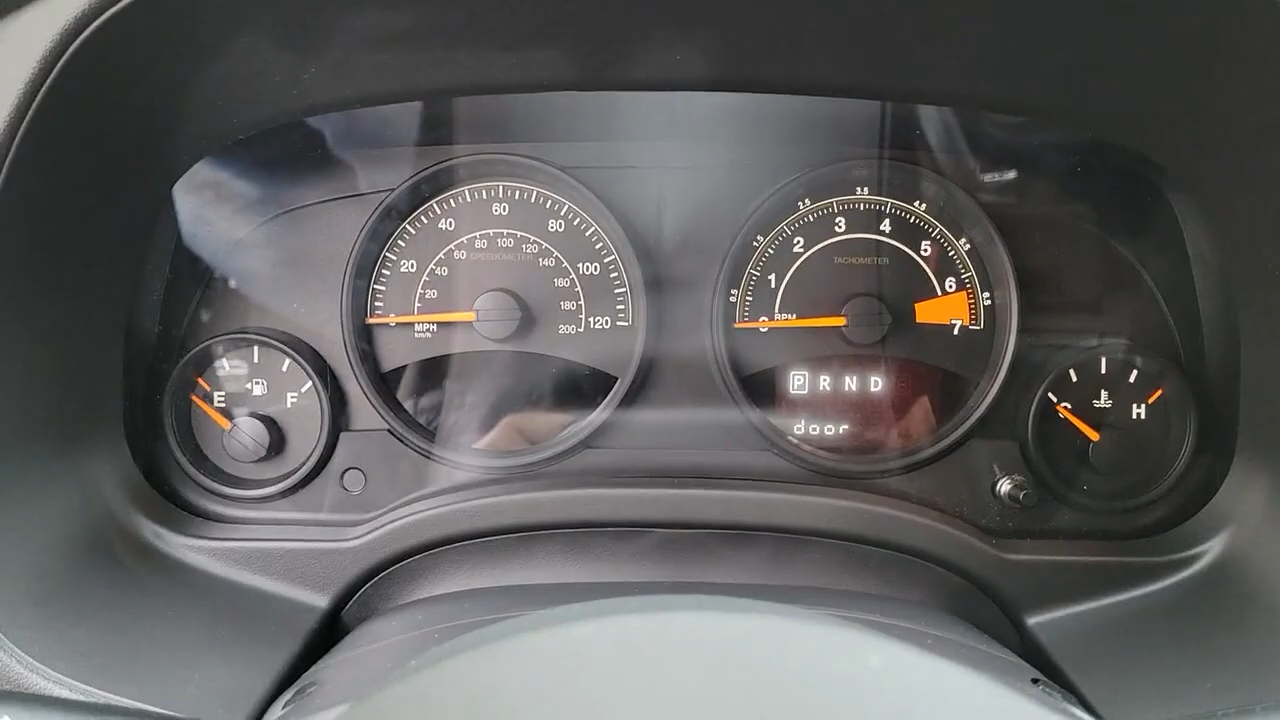 20 40 60 80 100 120
20 40 60 80 100 120 140 160 180 200
SPEEDOMETER
MPH
km/h
0.5 1.5 2.5 3.5 4.5 5.5 6.5
1 2 3 4 5 6 7
TACHOMETER
RPM
P R N D
door
E F
H